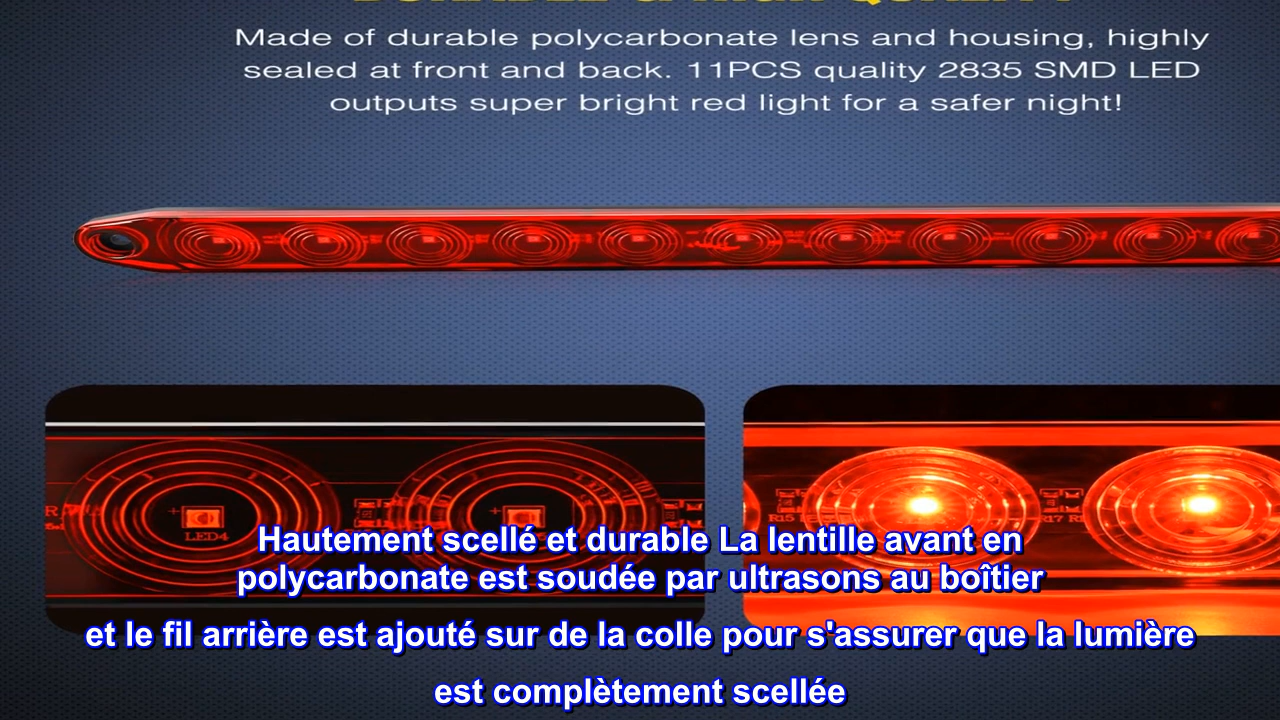 Made of durable polycarbonate lens and housing, highly
sealed at front and back. 11PCS quality 2835 SMD LED
outputs super bright red light for a safer night!
LED4
R15
R17
Hautement scellé et durable La lentille avant en
polycarbonate est soudée par ultrasons au boîtier
et le fil arrière est ajouté sur de la colle pour s'assurer que la lumière
est complètement scellée